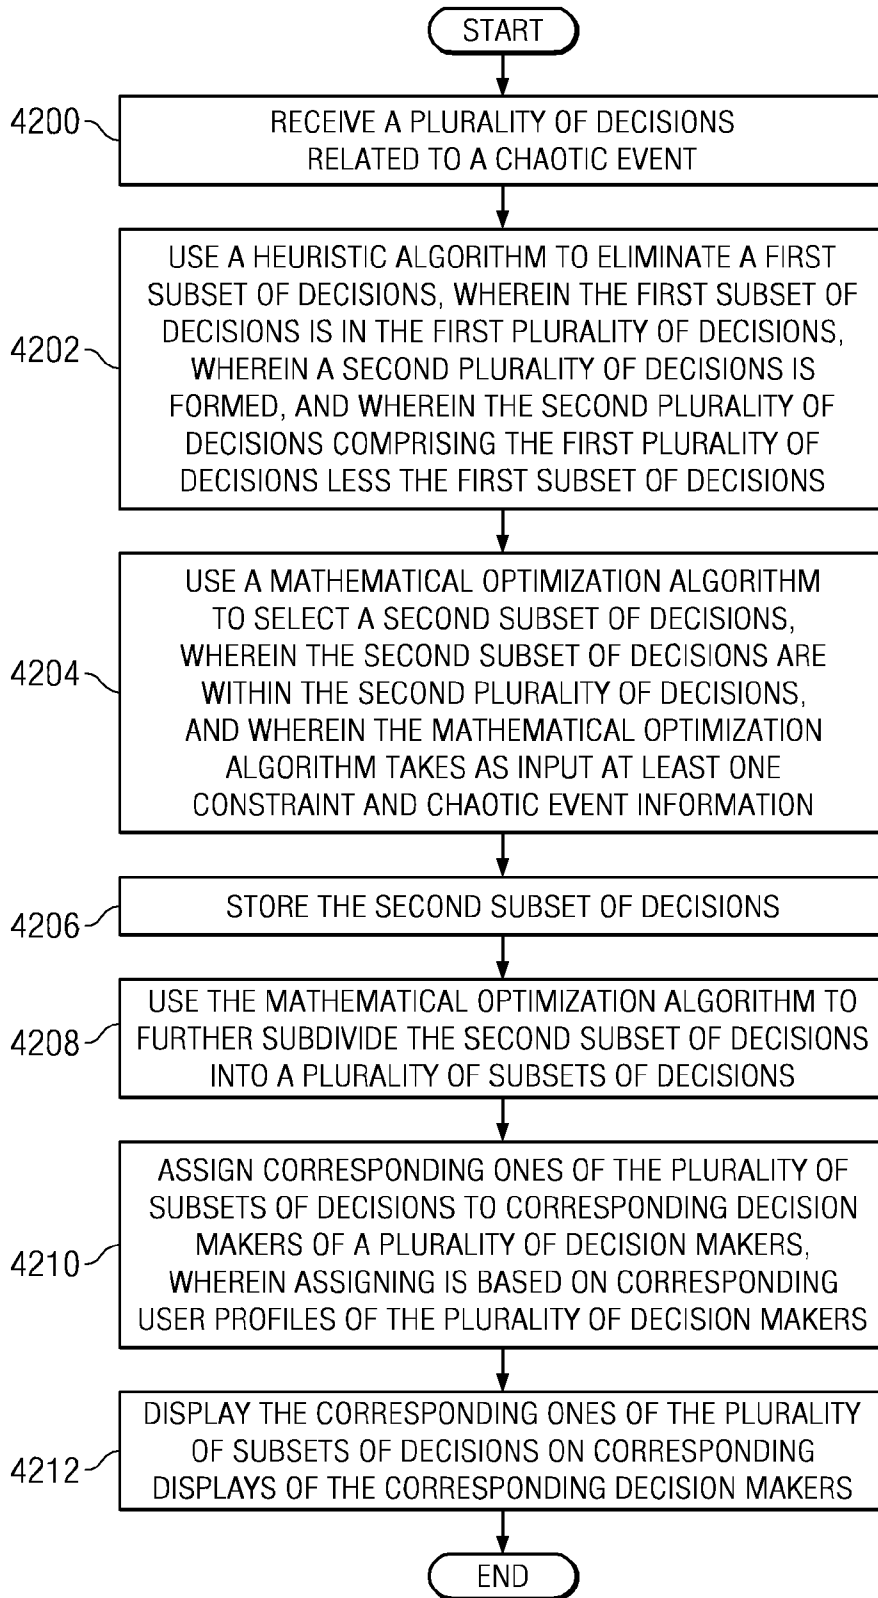 START
4200
RECEIVE A PLURALITY OF DECISIONS
RELATED TO A CHAOTIC EVENT
4202
USE A HEURISTIC ALGORITHM TO ELIMINATE A FIRST
SUBSET OF DECISIONS, WHEREIN THE FIRST SUBSET OF
DECISIONS IS IN THE FIRST PLURALITY OF DECISIONS,
WHEREIN A SECOND PLURALITY OF DECISIONS IS
FORMED, AND WHEREIN THE SECOND PLURALITY OF
DECISIONS COMPRISING THE FIRST PLURALITY OF
DECISIONS LESS THE FIRST SUBSET OF DECISIONS
4204
USE A MATHEMATICAL OPTIMIZATION ALGORITHM
TO SELECT A SECOND SUBSET OF DECISIONS,
WHEREIN THE SECOND SUBSET OF DECISIONS ARE
WITHIN THE SECOND PLURALITY OF DECISIONS,
AND WHEREIN THE MATHEMATICAL OPTIMIZATION
ALGORITHM TAKES AS INPUT AT LEAST ONE
CONSTRAINT AND CHAOTIC EVENT INFORMATION
4206
STORE THE SECOND SUBSET OF DECISIONS
4208
USE THE MATHEMATICAL OPTIMIZATION ALGORITHM TO
FURTHER SUBDIVIDE THE SECOND SUBSET OF DECISIONS
INTO A PLURALITY OF SUBSETS OF DECISIONS
4210
ASSIGN CORRESPONDING ONES OF THE PLURALITY OF
SUBSETS OF DECISIONS TO CORRESPONDING DECISION
MAKERS OF A PLURALITY OF DECISION MAKERS,
WHEREIN ASSIGNING IS BASED ON CORRESPONDING
USER PROFILES OF THE PLURALITY OF DECISION MAKERS
4212
DISPLAY THE CORRESPONDING ONES OF THE PLURALITY
OF SUBSETS OF DECISIONS ON CORRESPONDING
DISPLAYS OF THE CORRESPONDING DECISION MAKERS
END